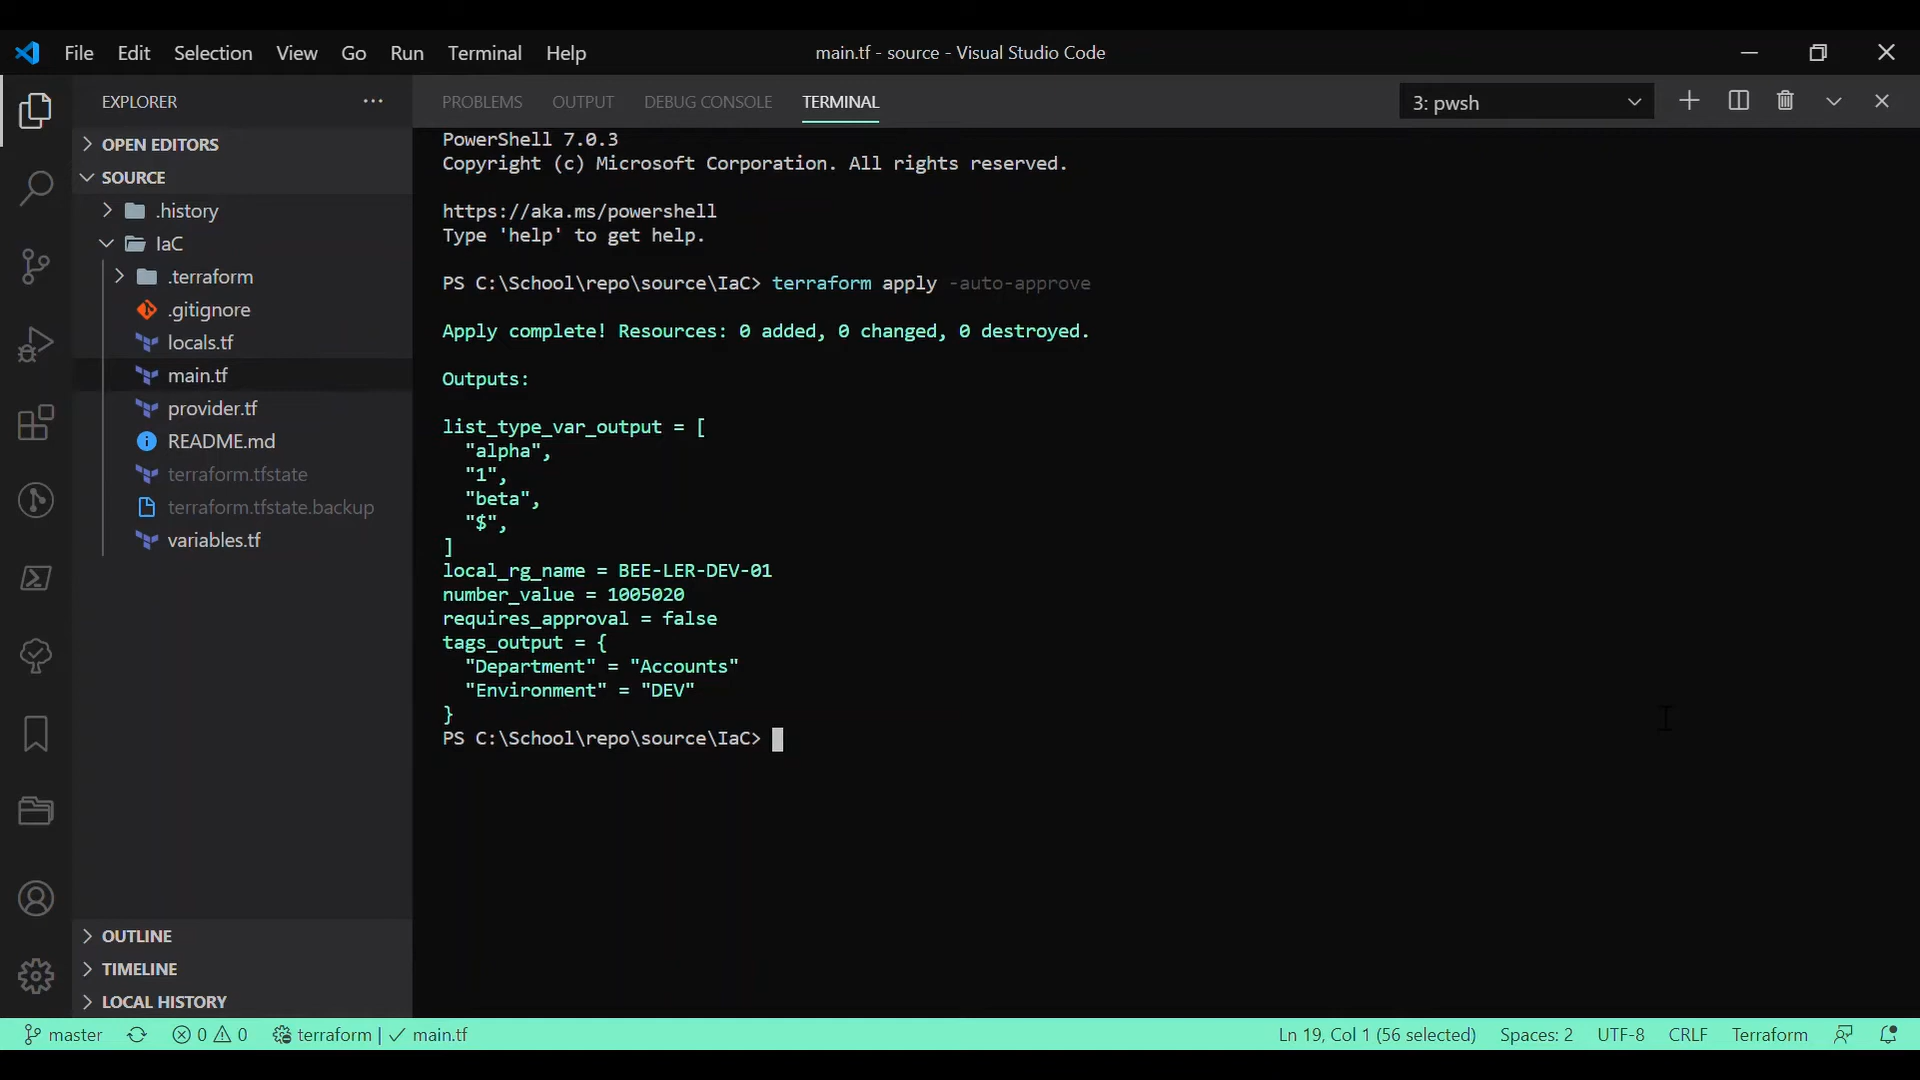 File Edit Selection View Go Run Terminal Help
main.tf - source - Visual Studio Code
EXPLORER
OPEN EDITORS
SOURCE
.history
IaC
.terraform
.gitignore
locals.tf
main.tf
provider.tf
README.md
terraform.tfstate
terraform.tfstate.backup
variables.tf
OUTLINE
TIMELINE
LOCAL HISTORY
PROBLEMS OUTPUT DEBUG CONSOLE TERMINAL
3: pwsh
PowerShell 7.0.3
Copyright (c) Microsoft Corporation. All rights reserved.
https://aka.ms/powershell
Type 'help' to get help.
PS C:\School\repo\source\IaC> terraform apply -auto-approve
Apply complete! Resources: 0 added, 0 changed, 0 destroyed.
Outputs:
list_type_var_output = [
"alpha",
"1",
"beta",
"$",
]
local_rg_name = BEE-LER-DEV-01
number_value = 1005020
requires_approval = false
tags_output = {
"Department" = "Accounts"
"Environment" = "DEV"
}
PS C:\School\repo\source\IaC>
master 0 0 terraform | ✓ main.tf
Ln 19, Col 1 (56 selected) Spaces: 2 UTF-8 CRLF Terraform